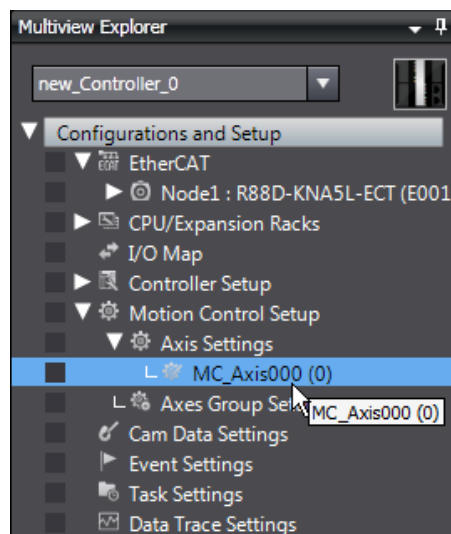 Multiview Explorer
new_Controller_0
Configurations and Setup
EtherCAT
Node1 : R88D-KNA5L-ECT (E001
CPU/Expansion Racks
I/O Map
Controller Setup
Motion Control Setup
Axis Settings
MC_Axis000 (0)
Axes Group Se
MC_Axis000 (0)
Cam Data Settings
Event Settings
Task Settings
Data Trace Settings